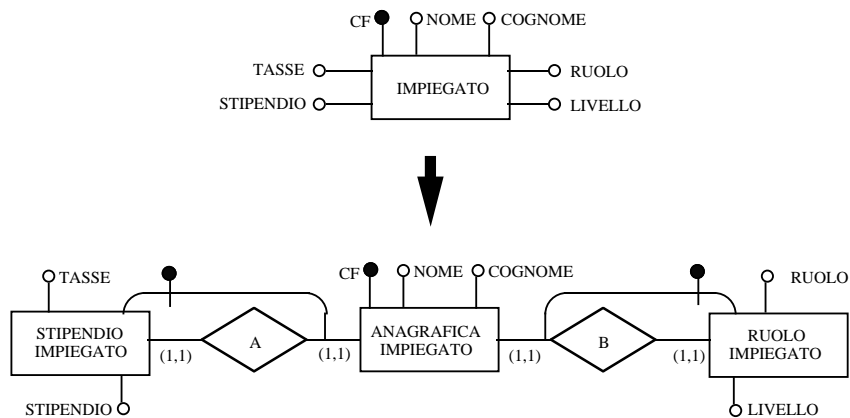 CF NOME COGNOME
TASSE IMPIEGATO RUOLO
STIPENDIO LIVELLO
TASSE CF NOME COGNOME RUOLO
STIPENDIO
IMPIEGATO
A
ANAGRAFICA
IMPIEGATO
B
RUOLO
IMPIEGATO
(1,1) (1,1) (1,1) (1,1)
STIPENDIO LIVELLO